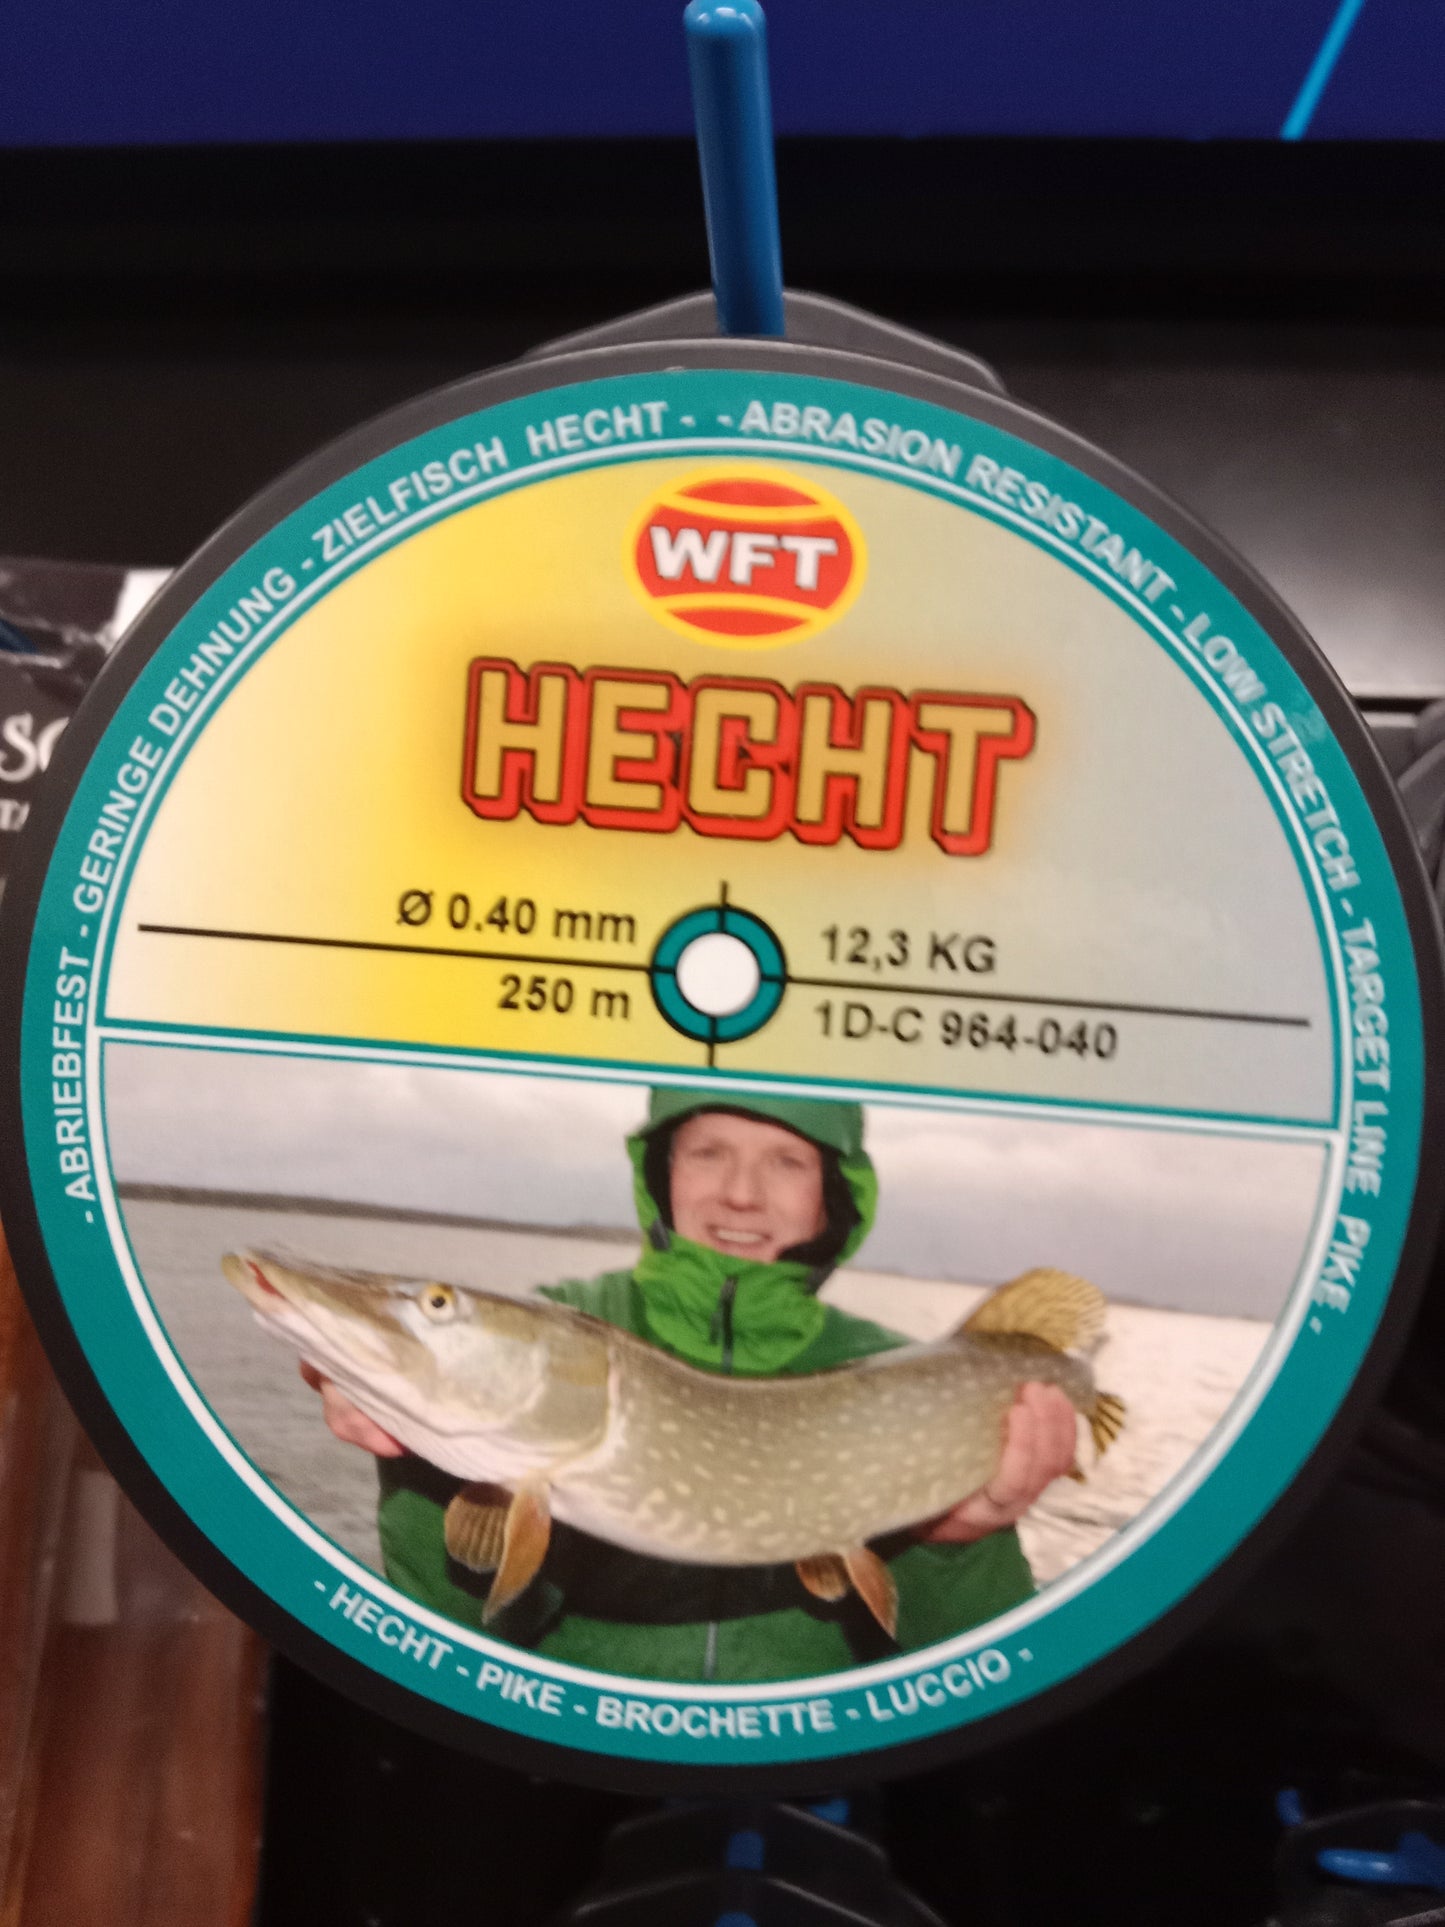 - ABRIEBFEST - GERINGE DEHNUNG - ZIELFISCH HECHT -
- ABRASION RESISTANT - LOW STRETCH - TARGET LINE PIKE -
WFT
HECHT
Ø 0.40 mm
12,3 KG
250 m
1D-C 964-040
- HECHT - PIKE - BROCHETTE - LUCCIO -